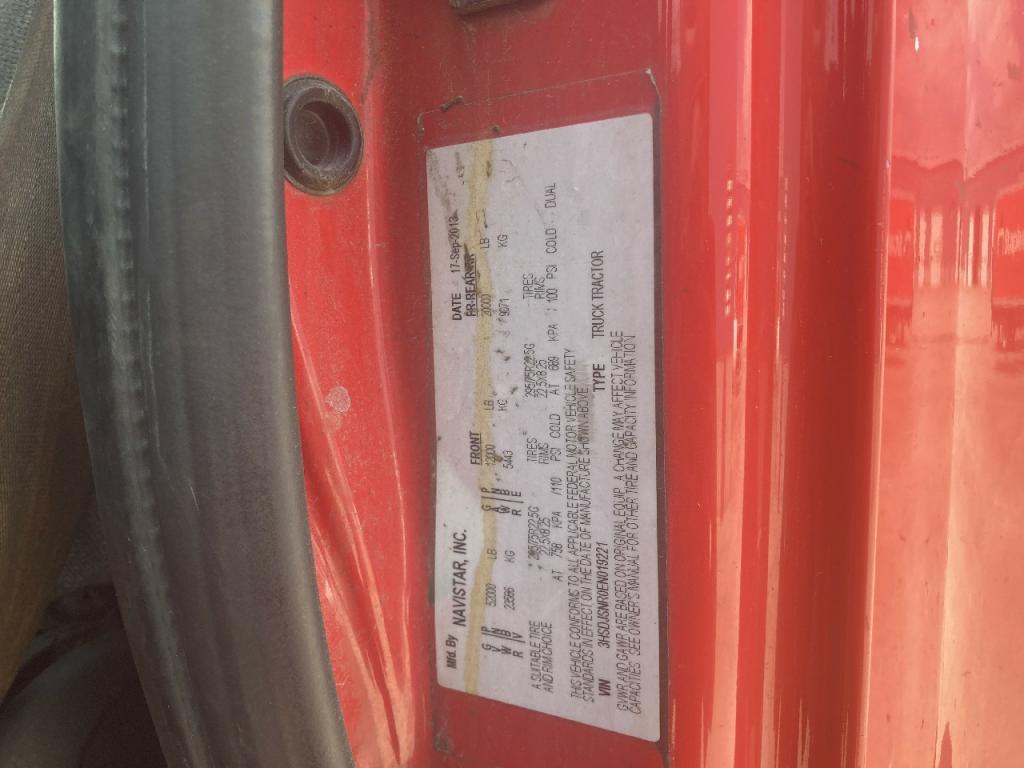 Mfd. By NAVISTAR, INC. DATE 17-Sep-2013
FRONT RR-REAR
G P 52000 LB G P 12000 LB 20000 LB
V N A N
W B 23586 KG W B 5443 KG 9071 KG
R V R E
A SUITABLE TIRE 295/75R22.5G TIRES 295/75R22.5G TIRES
AND RIM CHOICE 22.5X8.25 RIMS 22.5X8.25 RIMS
AT 758 KPA /110 PSI COLD AT 689 KPA / 100 PSI COLD DUAL
THIS VEHICLE CONFORMS TO ALL APPLICABLE FEDERAL MOTOR VEHICLE SAFETY
STANDARDS IN EFFECT ON THE DATE OF MANUFACTURE SHOWN ABOVE
VIN 3HSDJSNR0EN019221 TYPE TRUCK TRACTOR
GVWR AND GAWR ARE BASED ON ORIGINAL EQUIP. A CHANGE MAY AFFECT VEHICLE
CAPACITIES SEE OWNER'S MANUAL FOR OTHER TIRE AND CAPACITY INFORMATION